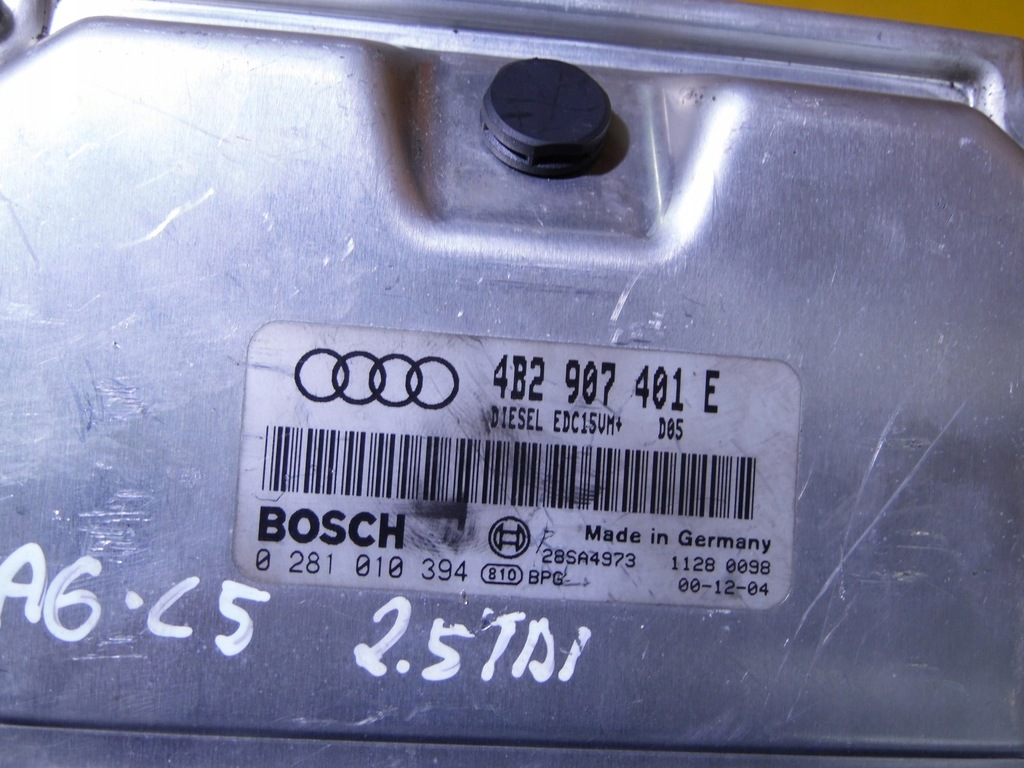 4B2 907 401 E
DIESEL EDC15VM+ D05
BOSCH
Made in Germany
28SA4973 1128 0098
0 281 010 394 810 BPG 00-12-04
A6·C5 2.5TDI